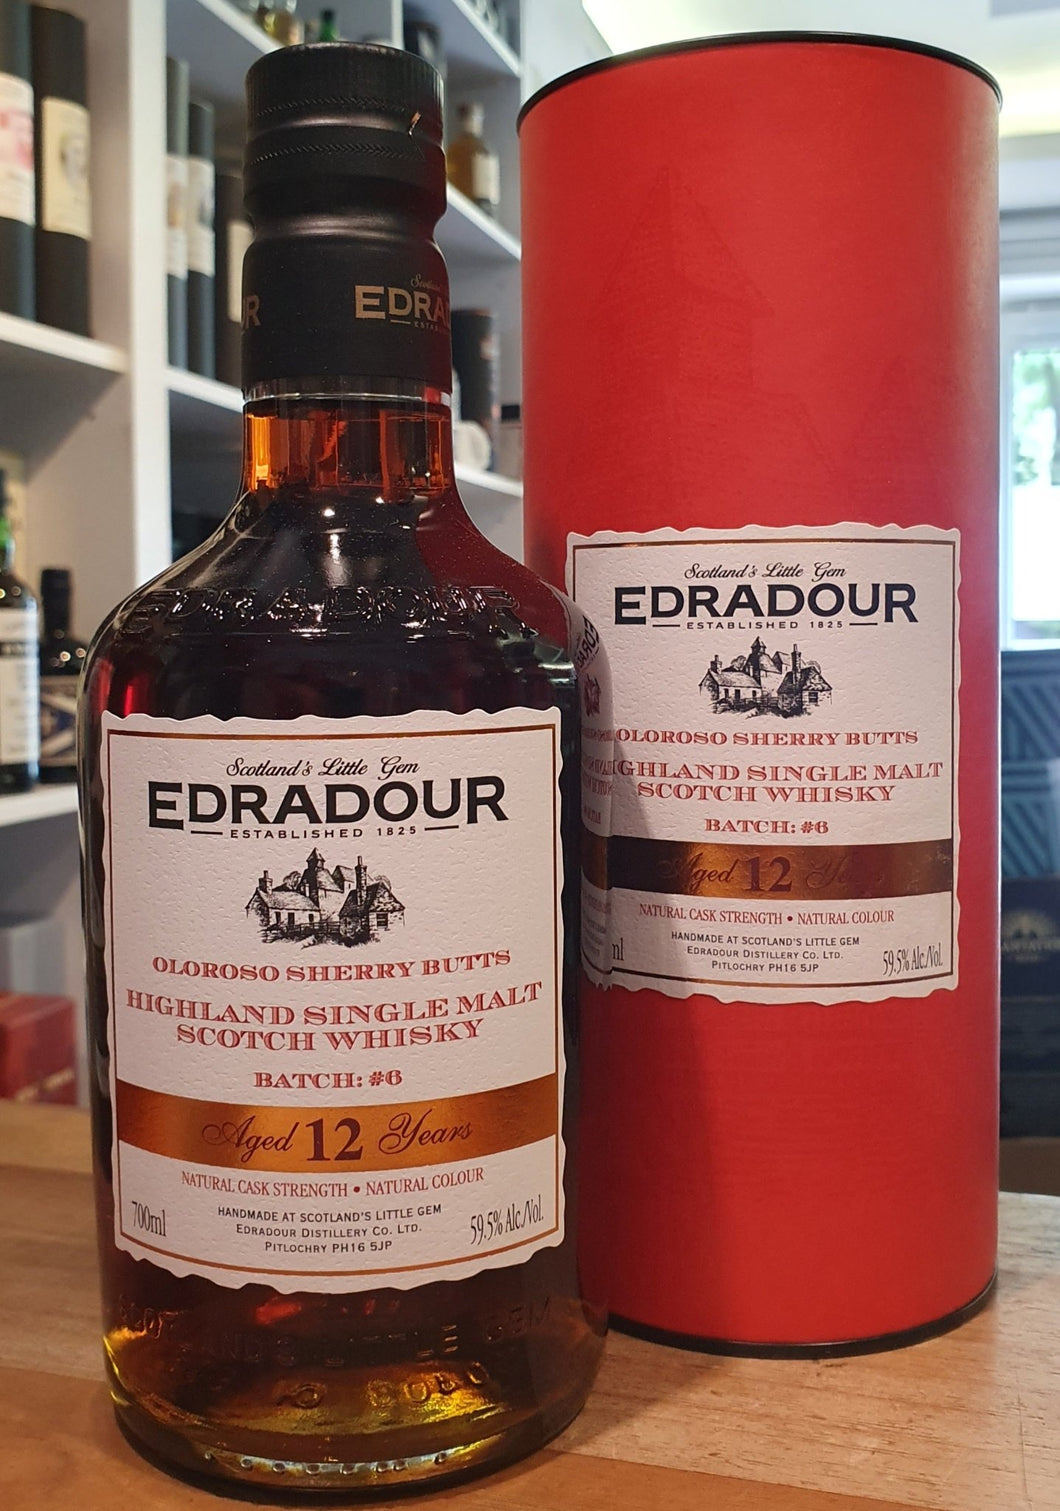 EDRA
Scotland's Little Gem
EDRADOUR
ESTABLISHED 1825
OLOROSO SHERRY BUTTS
HIGHLAND SINGLE MALT
SCOTCH WHISKY
BATCH: #6
Aged 12 Years
NATURAL CASK STRENGTH • NATURAL COLOUR
700ml
HANDMADE AT SCOTLAND'S LITTLE GEM
EDRADOUR DISTILLERY CO. LTD.
PITLOCHRY PH16 5JP
59.5% Alc./Vol.
EDRADOUR
Scotland's Little Gem
EDRADOUR
ESTABLISHED 1825
OLOROSO SHERRY BUTTS
GHLAND SINGLE MALT
SCOTCH WHISKY
BATCH: #6
Aged 12
NATURAL CASK STRENGTH • NATURAL COLOUR
ml
HANDMADE AT SCOTLAND'S LITTLE GEM
EDRADOUR DISTILLERY CO. LTD.
PITLOCHRY PH16 5JP
59.5% Alc./Vol.